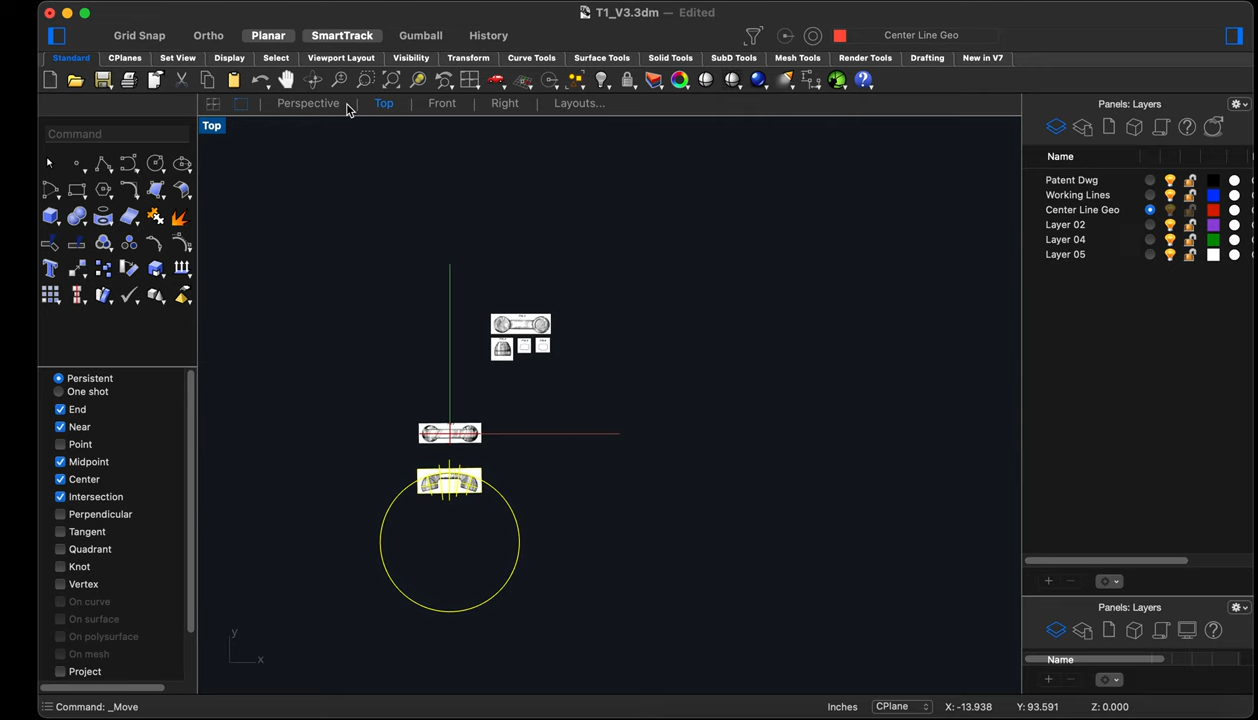 T1_V3.3dm — Edited
Grid Snap Ortho Planar SmartTrack Gumball History Center Line Geo
Standard CPlanes Set View Display Select Viewport Layout Visibility Transform Curve Tools Surface Tools SubD Tools Mesh Tools Render Tools Drafting New in V7
Perspective Top Front Right Layouts...
Panels: Layers
Top
Command
Name
Patent Dwg
Working Lines
Center Line Geo
Layer 02
Layer 04
Layer 05
Persistent
One shot
End
Near
Point
Midpoint
Center
Intersection
Perpendicular
Tangent
Quadrant
Knot
Vertex
On curve
On surface
On polysurface
On mesh
Project
y
x
Panels: Layers
Name
Command: _Move
Inches CPlane X: -13.938 Y: 93.591 Z: 0.000